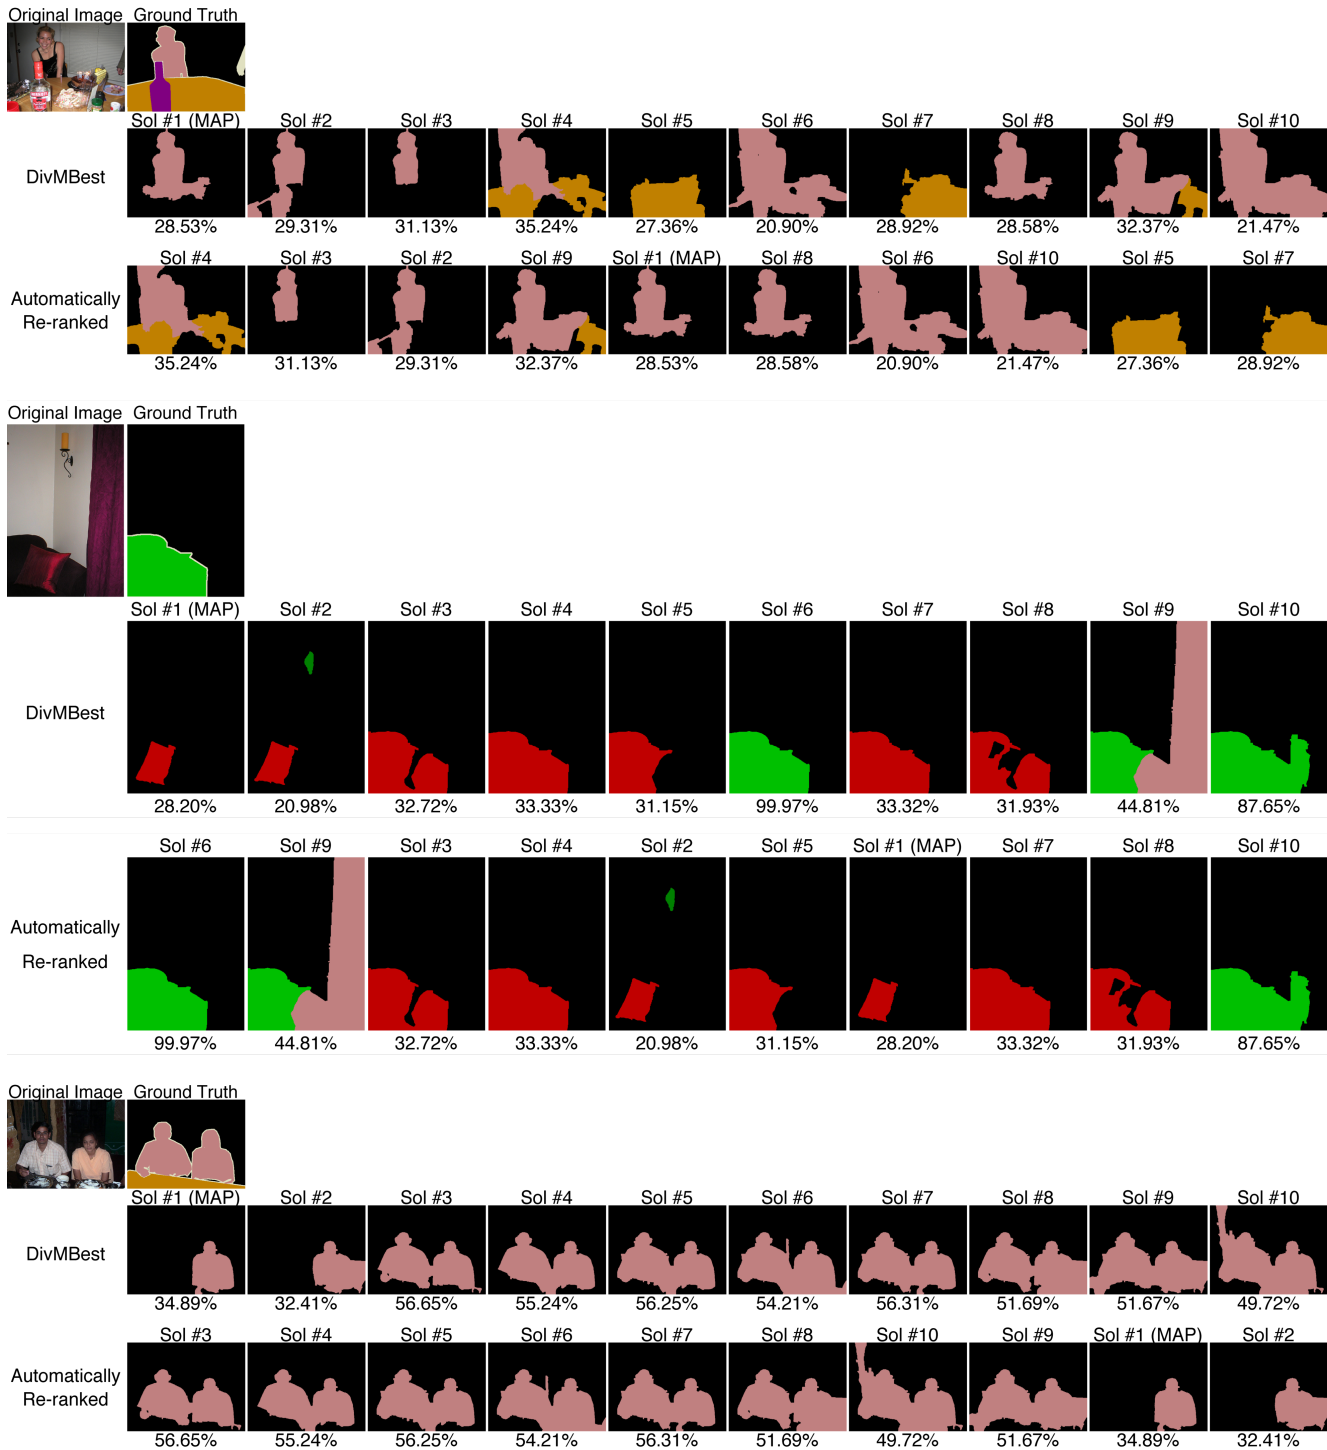 Original Image Ground Truth
Sol #1 (MAP) Sol #2 Sol #3 Sol #4 Sol #5 Sol #6 Sol #7 Sol #8 Sol #9 Sol #10
DivMBest
28.53% 29.31% 31.13% 35.24% 27.36% 20.90% 28.92% 28.58% 32.37% 21.47%
Sol #4 Sol #3 Sol #2 Sol #9 Sol #1 (MAP) Sol #8 Sol #6 Sol #10 Sol #5 Sol #7
Automatically
Re-ranked
35.24% 31.13% 29.31% 32.37% 28.53% 28.58% 20.90% 21.47% 27.36% 28.92%
Original Image Ground Truth
Sol #1 (MAP) Sol #2 Sol #3 Sol #4 Sol #5 Sol #6 Sol #7 Sol #8 Sol #9 Sol #10
DivMBest
28.20% 20.98% 32.72% 33.33% 31.15% 99.97% 33.32% 31.93% 44.81% 87.65%
Sol #6 Sol #9 Sol #3 Sol #4 Sol #2 Sol #5 Sol #1 (MAP) Sol #7 Sol #8 Sol #10
Automatically
Re-ranked
99.97% 44.81% 32.72% 33.33% 20.98% 31.15% 28.20% 33.32% 31.93% 87.65%
Original Image Ground Truth
Sol #1 (MAP) Sol #2 Sol #3 Sol #4 Sol #5 Sol #6 Sol #7 Sol #8 Sol #9 Sol #10
DivMBest
34.89% 32.41% 56.65% 55.24% 56.25% 54.21% 56.31% 51.69% 51.67% 49.72%
Sol #3 Sol #4 Sol #5 Sol #6 Sol #7 Sol #8 Sol #10 Sol #9 Sol #1 (MAP) Sol #2
Automatically
Re-ranked
56.65% 55.24% 56.25% 54.21% 56.31% 51.69% 49.72% 51.67% 34.89% 32.41%